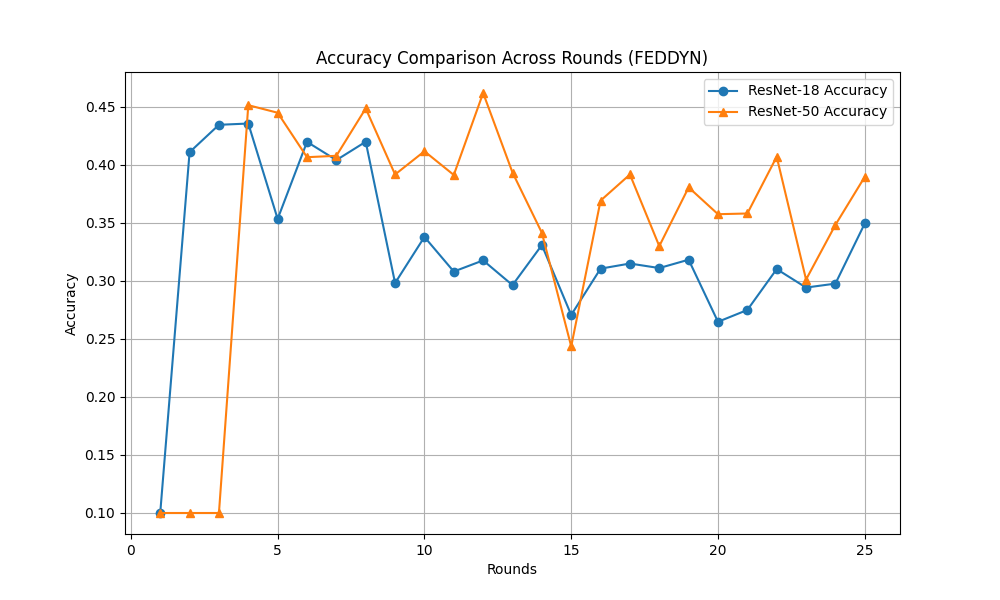 Accuracy Comparison Across Rounds (FEDDYN)
ResNet-18 Accuracy
ResNet-50 Accuracy
Accuracy
0.45
0.40
0.35
0.30
0.25
0.20
0.15
0.10
0
5
10
15
20
25
Rounds